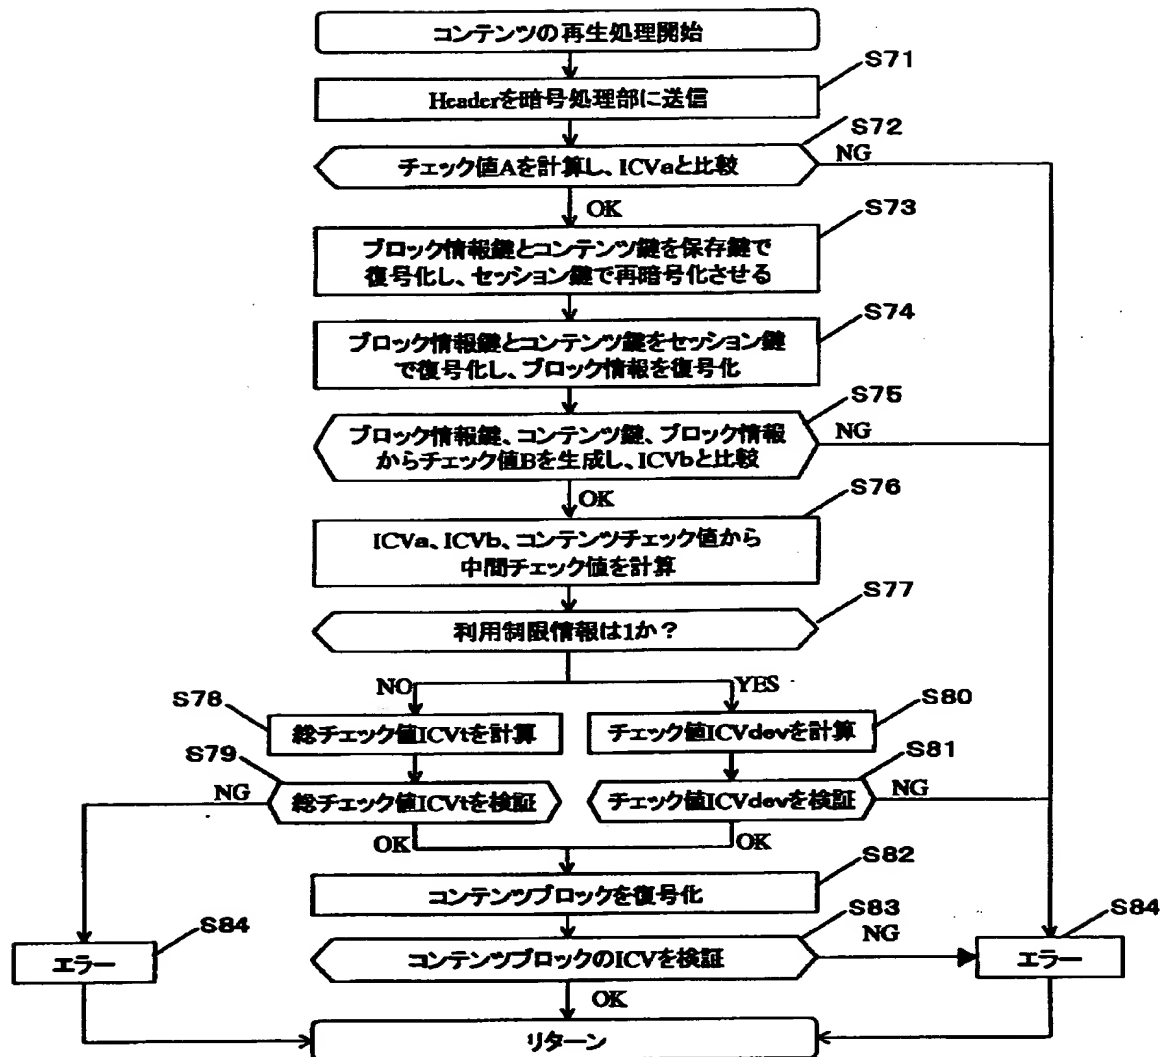 コンテンツの再生処理開始
S71
Headerを暗号処理部に送信
S72
チェック値Aを計算し、ICVaと比較
NG
OK
S73
ブロック情報鍵とコンテンツ鍵を保存鍵で
復号化し、セッション鍵で再暗号化させる
S74
ブロック情報鍵とコンテンツ鍵をセッション鍵
で復号化し、ブロック情報を復号化
S75
ブロック情報鍵、コンテンツ鍵、ブロック情報
からチェック値Bを生成し、ICVbと比較
NG
OK
S76
ICVa、ICVb、コンテンツチェック値から
中間チェック値を計算
S77
利用制限情報は1か？
NO
YES
S78
総チェック値ICVtを計算
S80
チェック値ICVdevを計算
S79
NG
総チェック値ICVtを検証
S81
チェック値ICVdevを検証
NG
OK
OK
S82
コンテンツブロックを復号化
S83
コンテンツブロックのICVを検証
NG
S84
エラー
S84
エラー
OK
リターン